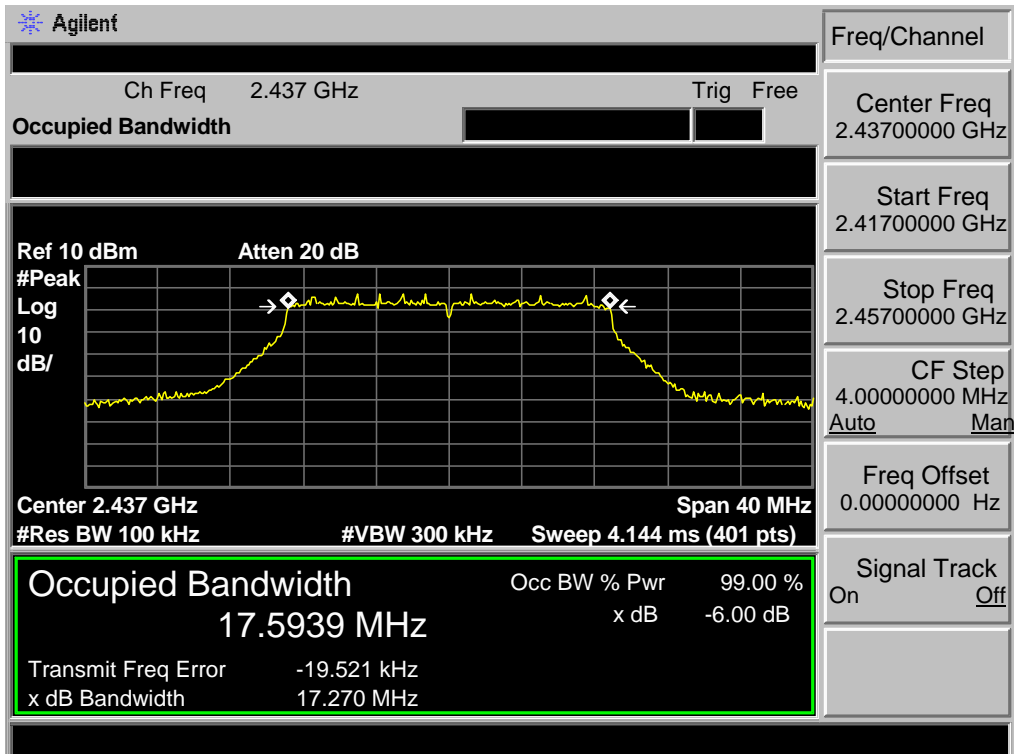 Agilent
Freq/Channel
Ch Freq 2.437 GHz Trig Free
Occupied Bandwidth
Center Freq
2.43700000 GHz
Start Freq
2.41700000 GHz
Stop Freq
2.45700000 GHz
CF Step
4.00000000 MHz
Auto Man
Freq Offset
0.00000000 Hz
Signal Track
On Off
Ref 10 dBm Atten 20 dB
#Peak
Log
10
dB/
Center 2.437 GHz Span 40 MHz
#Res BW 100 kHz #VBW 300 kHz Sweep 4.144 ms (401 pts)
Occupied Bandwidth
17.5939 MHz
Occ BW % Pwr 99.00 %
x dB -6.00 dB
Transmit Freq Error -19.521 kHz
x dB Bandwidth 17.270 MHz